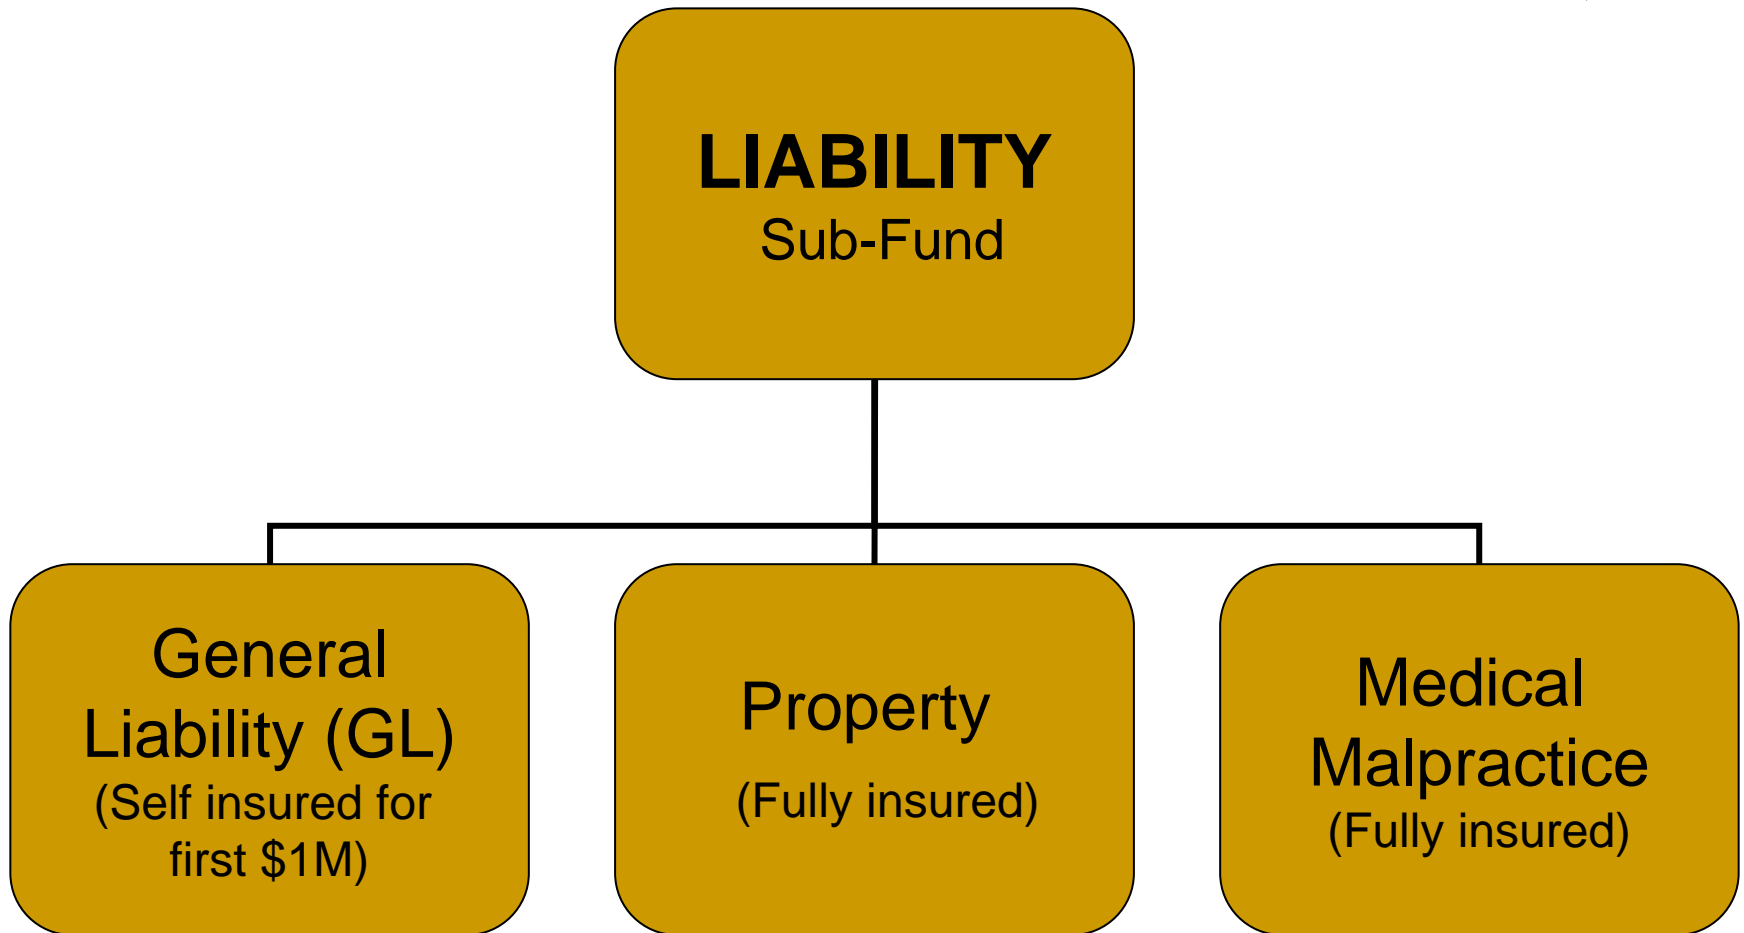 LIABILITY
Sub-Fund
General
Liability (GL)
(Self insured for
first $1M)
Property
(Fully insured)
Medical
Malpractice
(Fully insured)